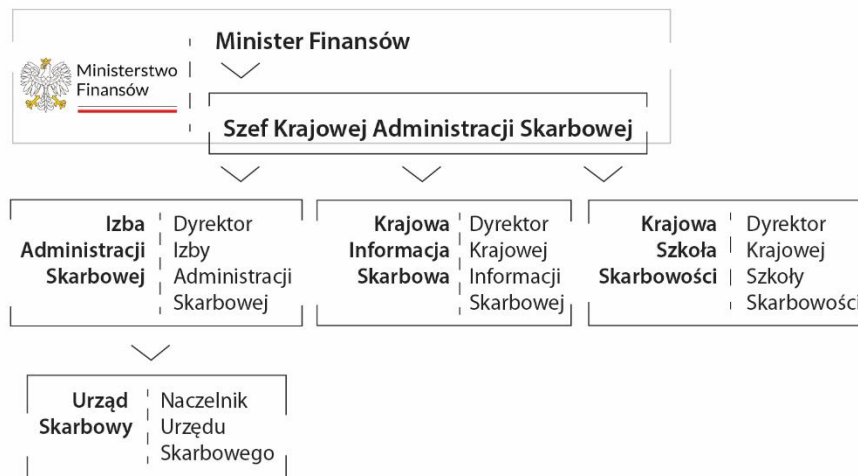 Minister Finansów
Ministerstwo
Finansów
Szef Krajowej Administracji Skarbowej
Izba
Administracji
Skarbowej
Dyrektor
Izby
Administracji
Skarbowej
Krajowa
Informacja
Skarbowa
Dyrektor
Krajowej
Informacji
Skarbowej
Krajowa
Szkoła
Skarbowości
Dyrektor
Krajowej
Szkoły
Skarbowości
Urząd
Skarbowy
Naczelnik
Urzędu
Skarbowego